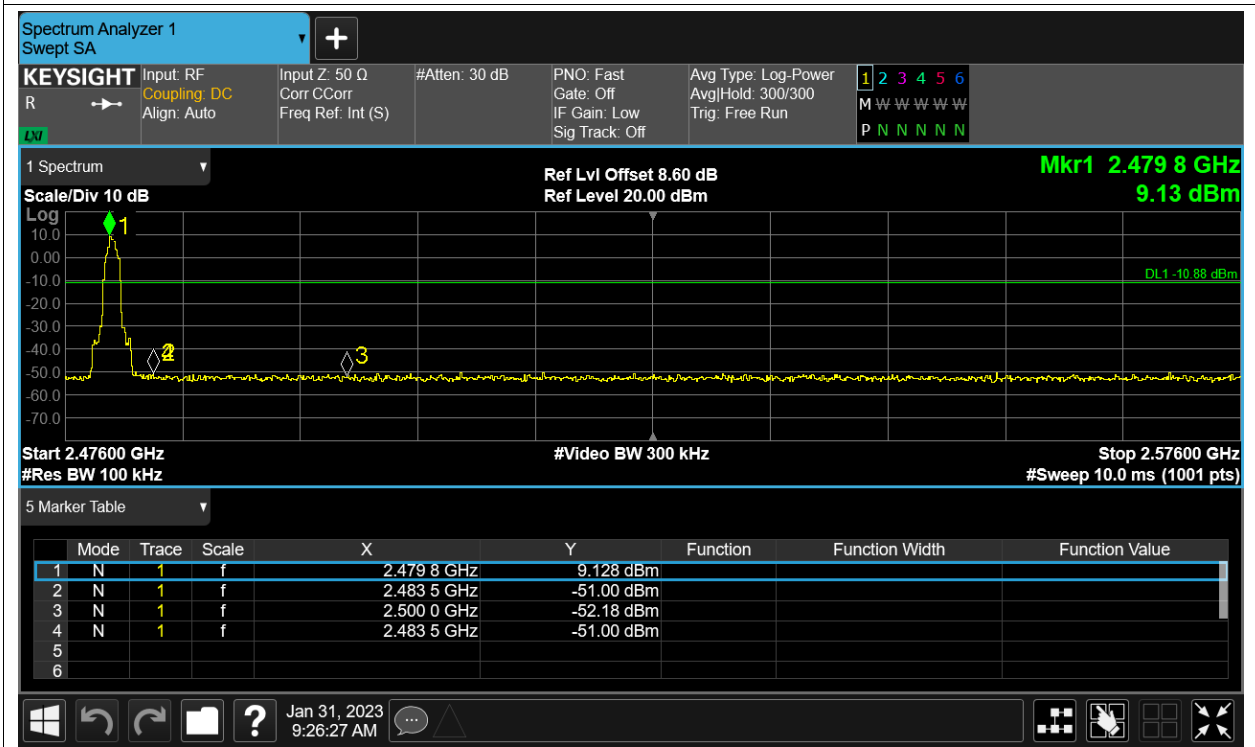 Spectrum Analyzer 1
Swept SA
KEYSIGHT Input: RF Input Z: 50 Ω #Atten: 30 dB PNO: Fast Avg Type: Log-Power 1 2 3 4 5 6
R Coupling: DC Corr CCorr Gate: Off Avg|Hold: 300/300 M W W W W W
Align: Auto Freq Ref: Int (S) IF Gain: Low Trig: Free Run
LXI Sig Track: Off P N N N N N
1 Spectrum Ref Lvl Offset 8.60 dB Mkr1 2.479 8 GHz
Scale/Div 10 dB Ref Level 20.00 dBm 9.13 dBm
Log
1
10.0
0.00
-10.0 DL1 -10.88 dBm
-20.0
-30.0
-40.0
2 4 3
-50.0
-60.0
-70.0
Start 2.47600 GHz #Video BW 300 kHz Stop 2.57600 GHz
#Res BW 100 kHz #Sweep 10.0 ms (1001 pts)
5 Marker Table
Mode Trace Scale X Y Function Function Width Function Value
1 N 1 f 2.479 8 GHz 9.128 dBm
2 N 1 f 2.483 5 GHz -51.00 dBm
3 N 1 f 2.500 0 GHz -52.18 dBm
4 N 1 f 2.483 5 GHz -51.00 dBm
5
6
? Jan 31, 2023
9:26:27 AM